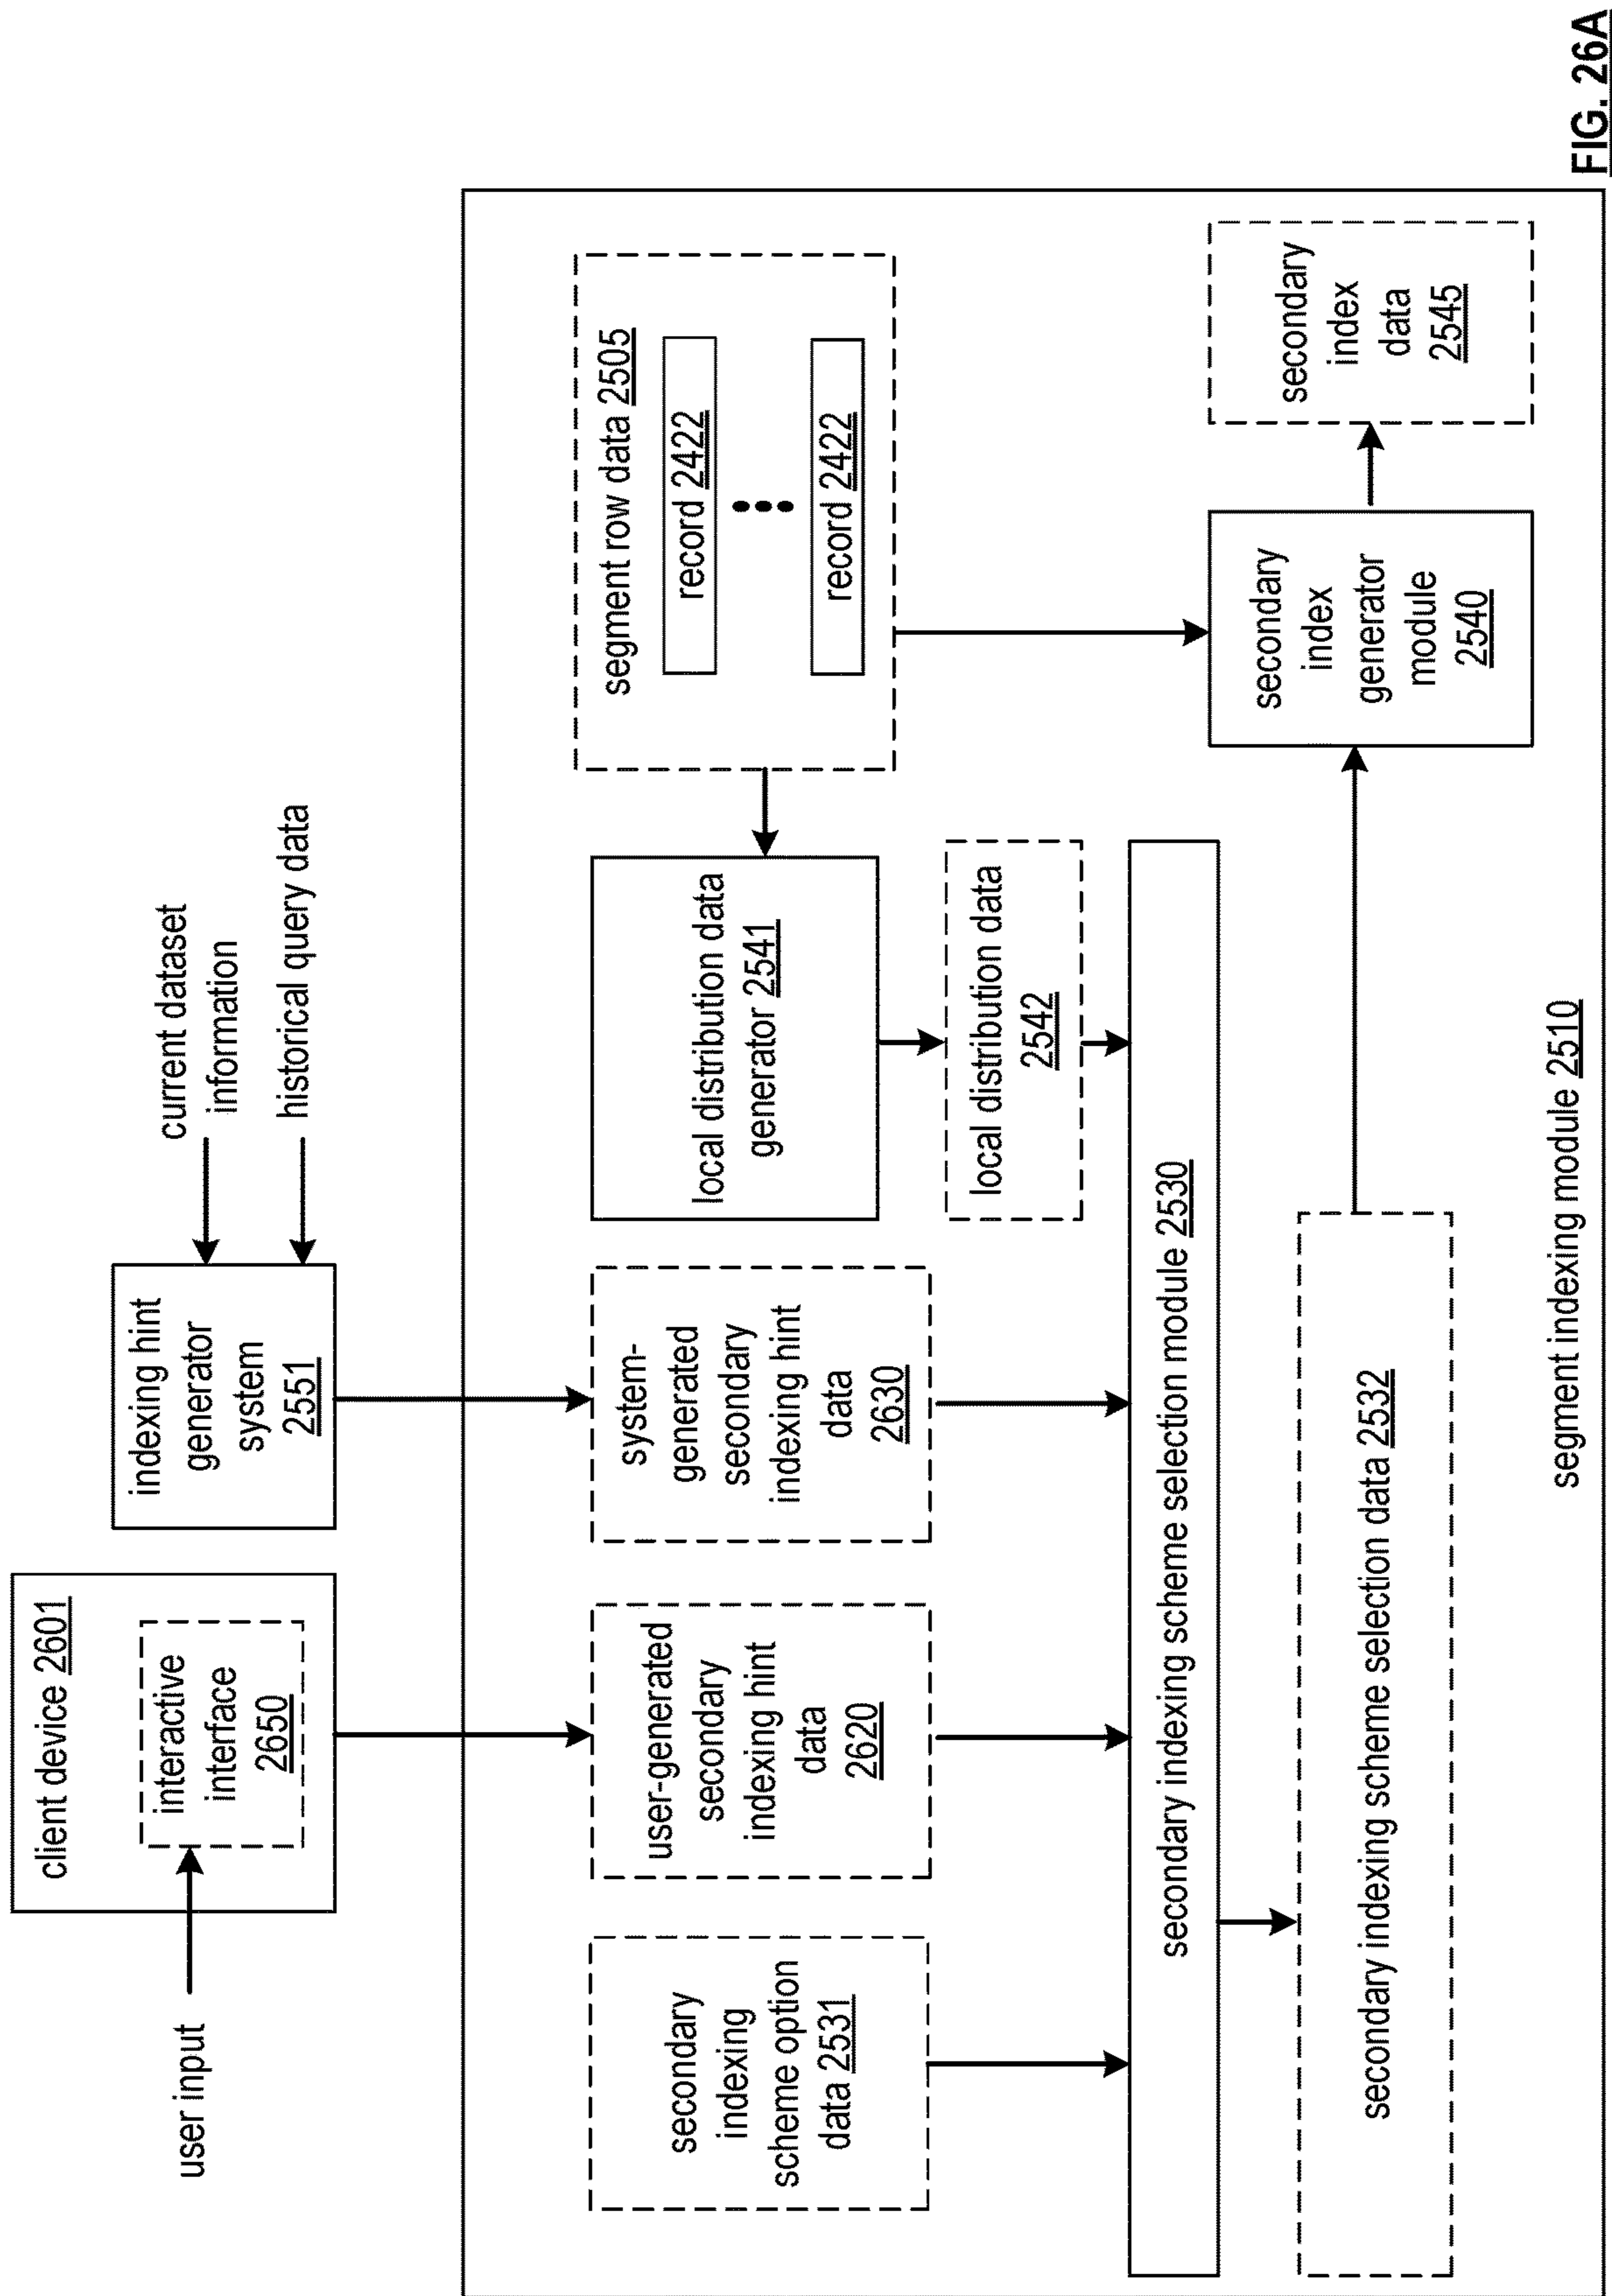 user input
client device 2601
interactive
interface
2650
indexing hint
generator
system
2551
current dataset
information
historical query data
secondary
indexing
scheme option
data 2531
user-generated
secondary
indexing hint
data
2620
system-
generated
secondary
indexing hint
data
2630
local distribution data
generator 2541
local distribution data
2542
segment row data 2505
record 2422
record 2422
secondary indexing scheme selection module 2530
secondary indexing scheme selection data 2532
secondary
index
generator
module
2540
secondary
index
data
2545
segment indexing module 2510
FIG. 26A